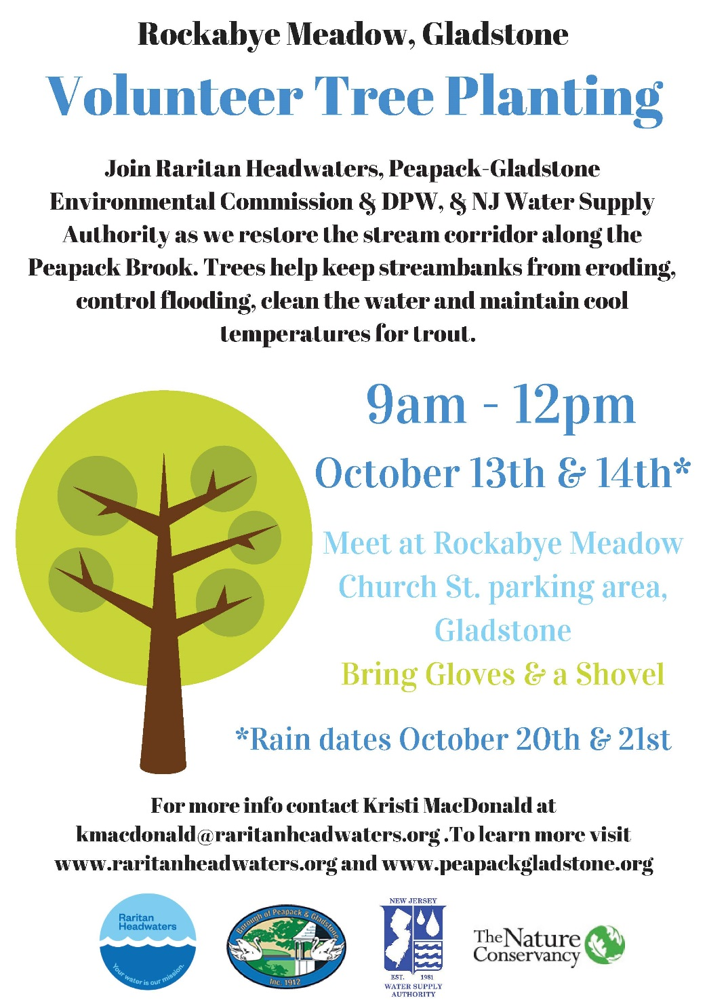 Rockabye Meadow, Gladstone
Volunteer Tree Planting
Join Raritan Headwaters, Peapack-Gladstone
Environmental Commission & DPW, & NJ Water Supply
Authority as we restore the stream corridor along the
Peapack Brook. Trees help keep streambanks from eroding,
control flooding, clean the water and maintain cool
temperatures for trout.
9am - 12pm
October 13th & 14th*
Meet at Rockabye Meadow
Church St. parking area,
Gladstone
Bring Gloves & a Shovel
*Rain dates October 20th & 21st
For more info contact Kristi MacDonald at
kmacdonald@raritanheadwaters.org .To learn more visit
www.raritanheadwaters.org and www.peapackgladstone.org
Raritan
Headwaters
Your water is our mission.
Borough of Peapack & Gladstone
Inc. 1912
NEW JERSEY
EST. 1981
WATER SUPPLY
AUTHORITY
The Nature
Conservancy